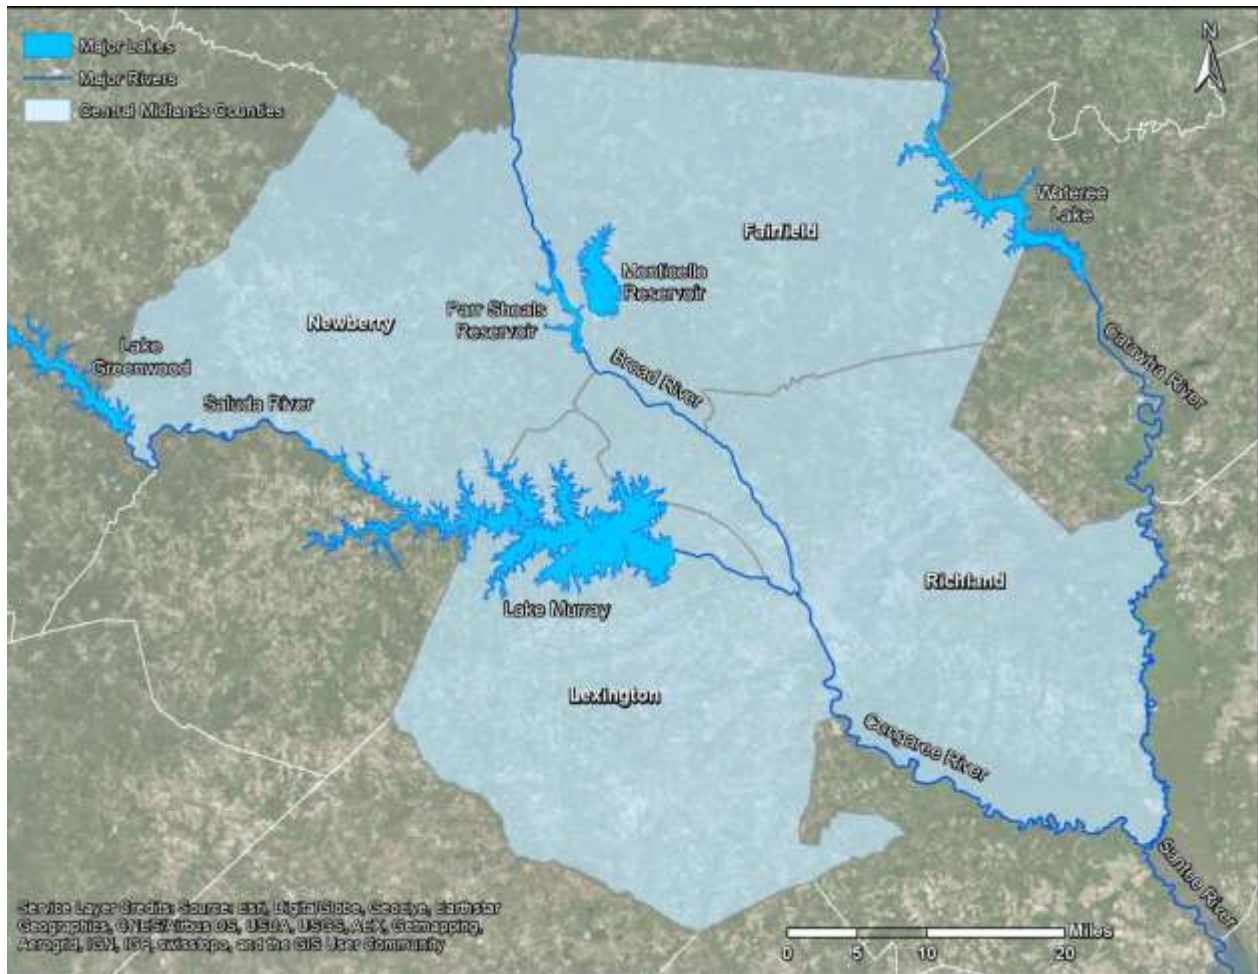 Major Lakes
Major Rivers
Central Midlands Counties
N
Wateree
Lake
Fairfield
Monticello
Reservoir
Parr Shoals
Reservoir
Newberry
Lake
Greenwood
Broad River
Catawba River
Saluda River
Richland
Lake Murray
Lexington
Congaree River
Santee River
Service Layer Credits: Source: Esri, DigitalGlobe, GeoEye, Earthstar
Geographics, CNES/Airbus DS, USDA, USGS, AEX, Getmapping,
Aerogrid, IGN, IGP, swisstopo, and the GIS User Community
Miles
0 5 10 20